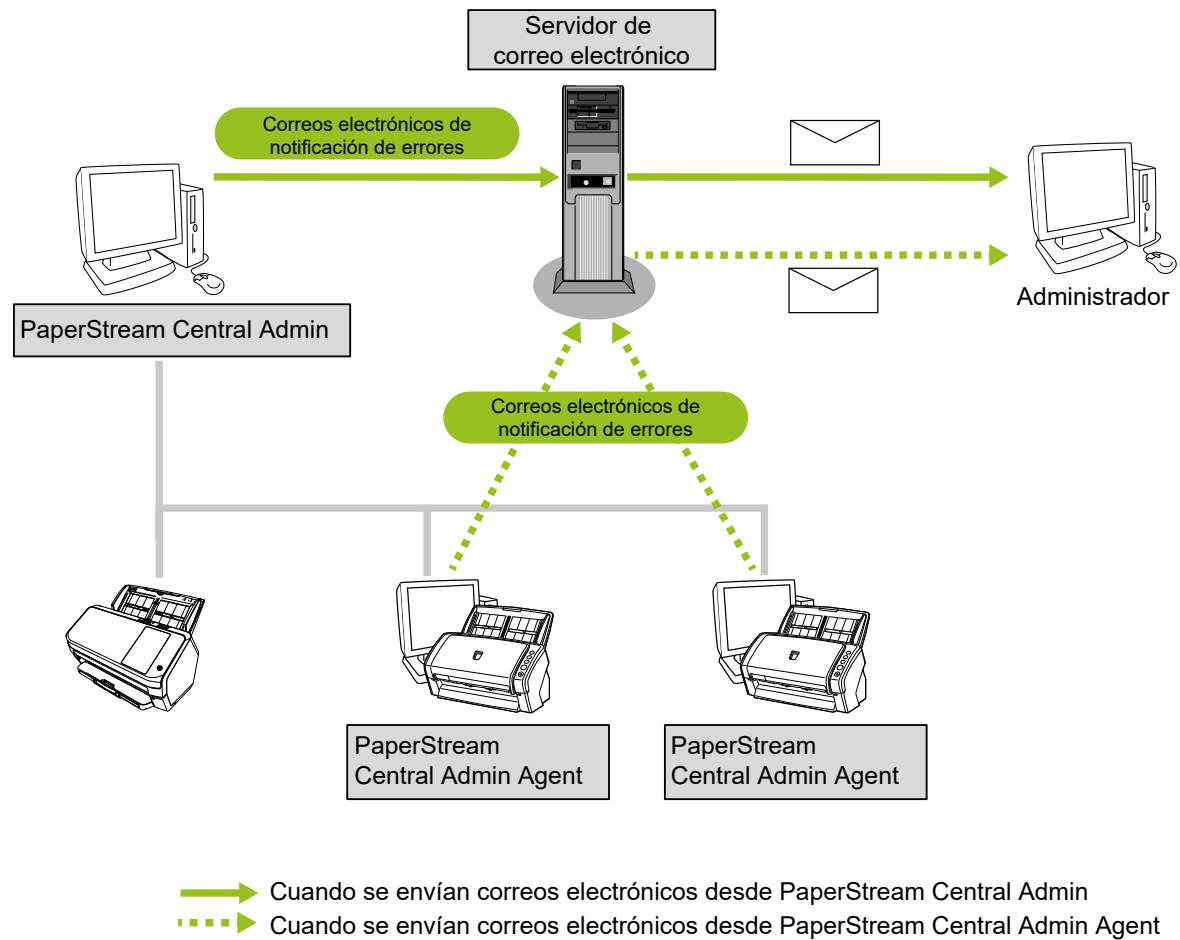 Servidor de
correo electrónico
Correos electrónicos de
notificación de errores
Administrador
PaperStream Central Admin
Correos electrónicos de
notificación de errores
PaperStream
Central Admin Agent
PaperStream
Central Admin Agent
Cuando se envían correos electrónicos desde PaperStream Central Admin
Cuando se envían correos electrónicos desde PaperStream Central Admin Agent